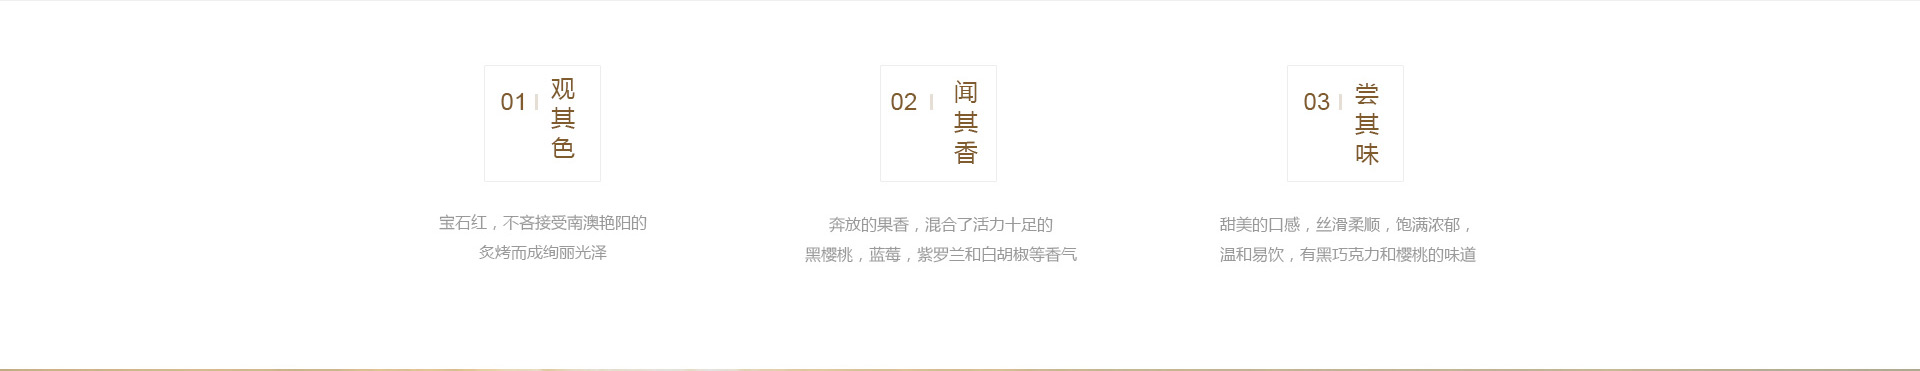 01
观其色
宝石红，不吝接受南澳艳阳的
炙烤而成绚丽光泽
02
闻其香
奔放的果香，混合了活力十足的
黑樱桃，蓝莓，紫罗兰和白胡椒等香气
03
尝其味
甜美的口感，丝滑柔顺，饱满浓郁，
温和易饮，有黑巧克力和樱桃的味道